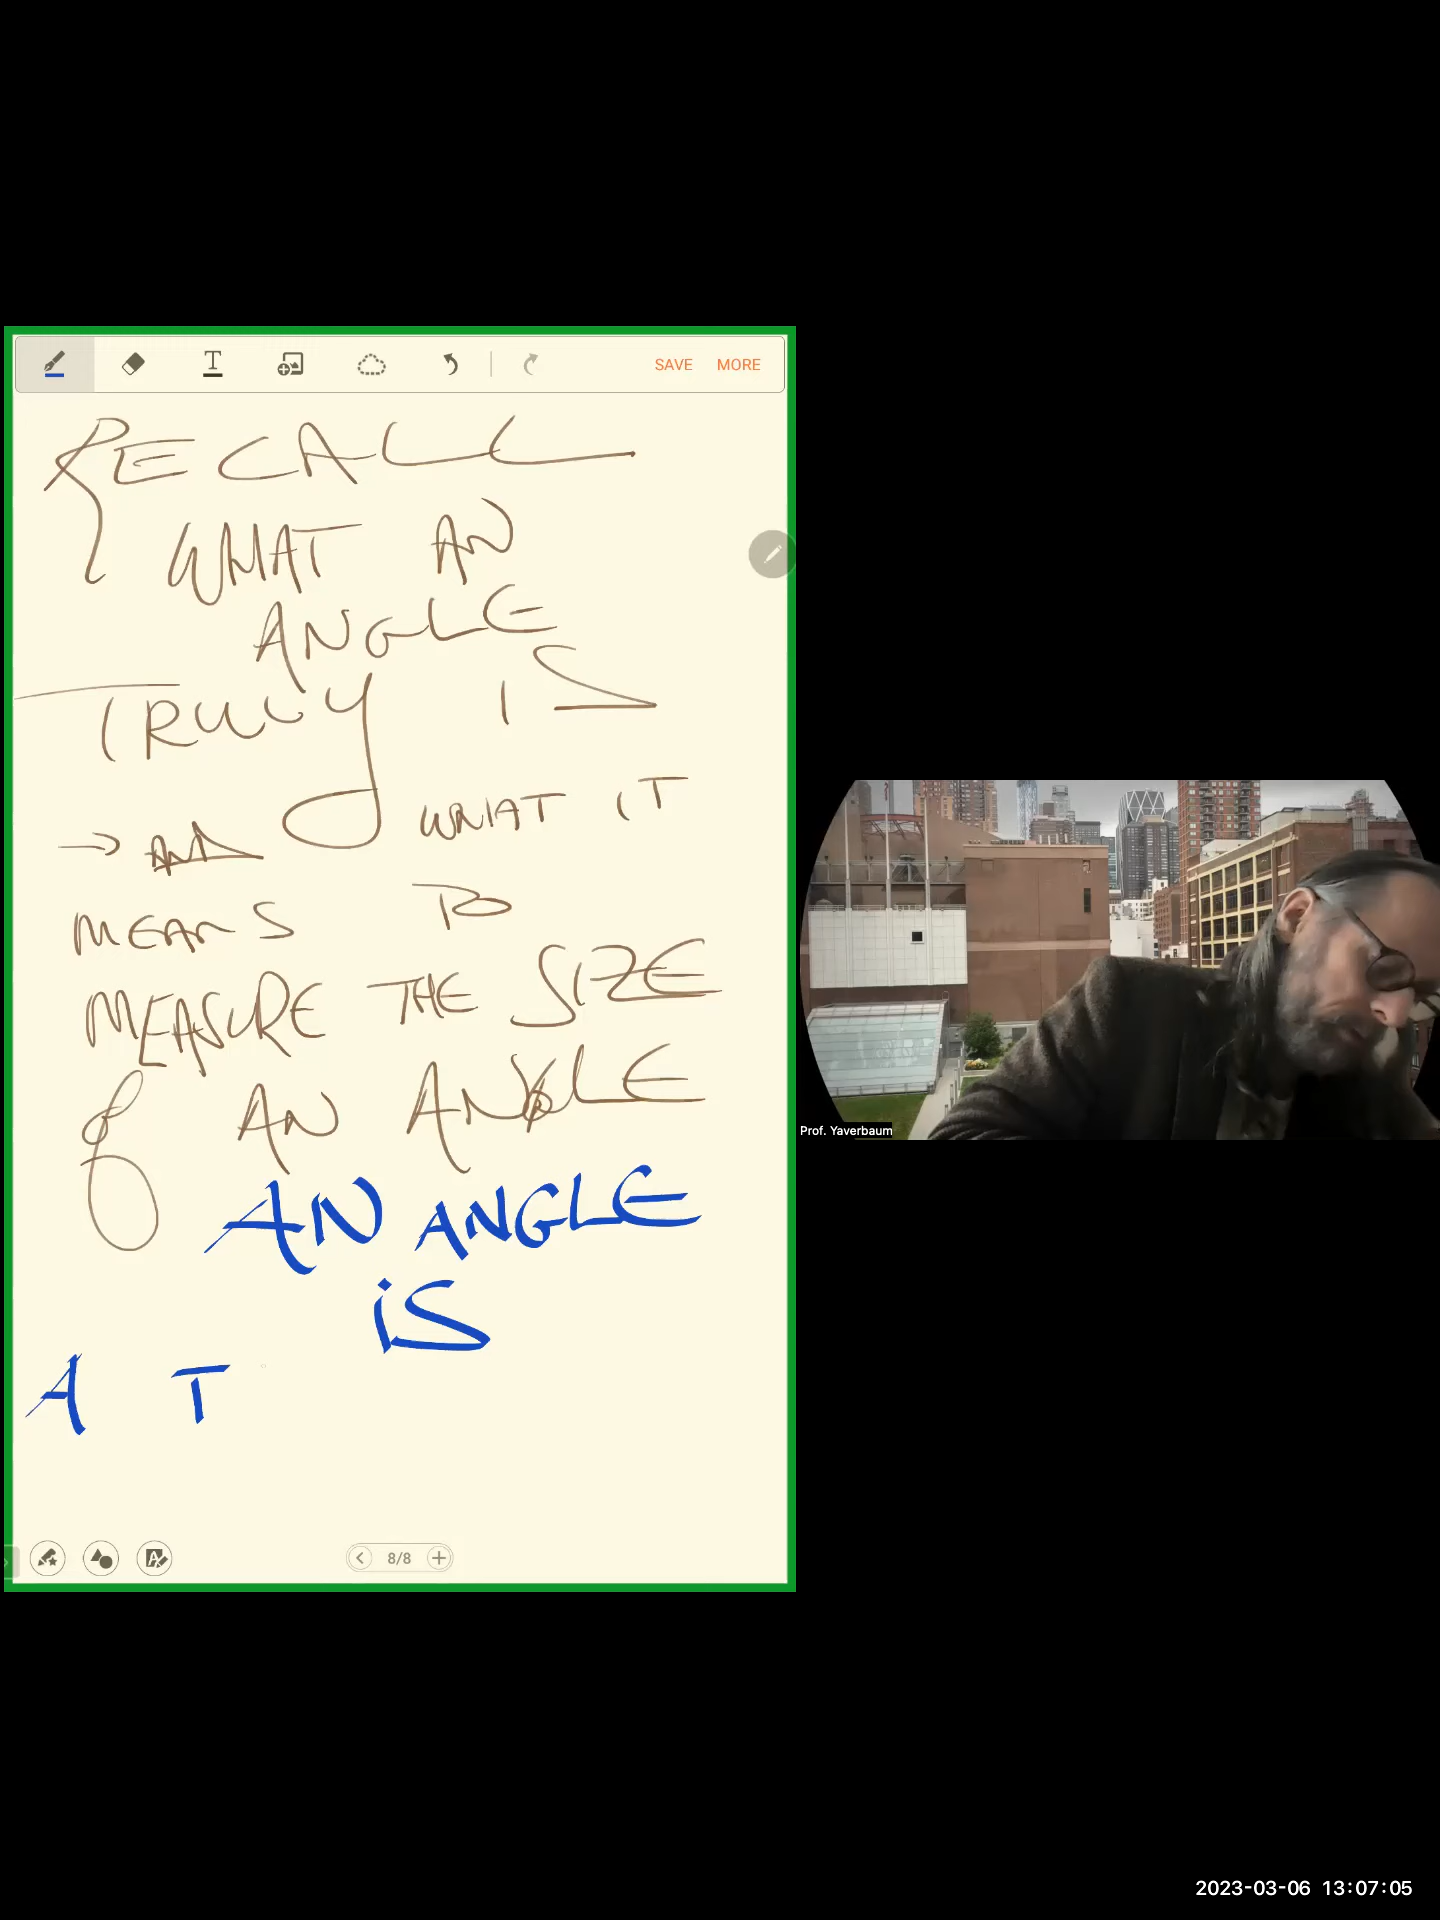 SAVE MORE
RECALL
WHAT AN
ANGLE
TRULY IS
→ AND WHAT IT
MEANS TO
MEASURE THE SIZE
of AN ANGLE
AN ANGLE
is
A T
8/8
Prof. Yaverbaum
2023-03-06 13:07:05